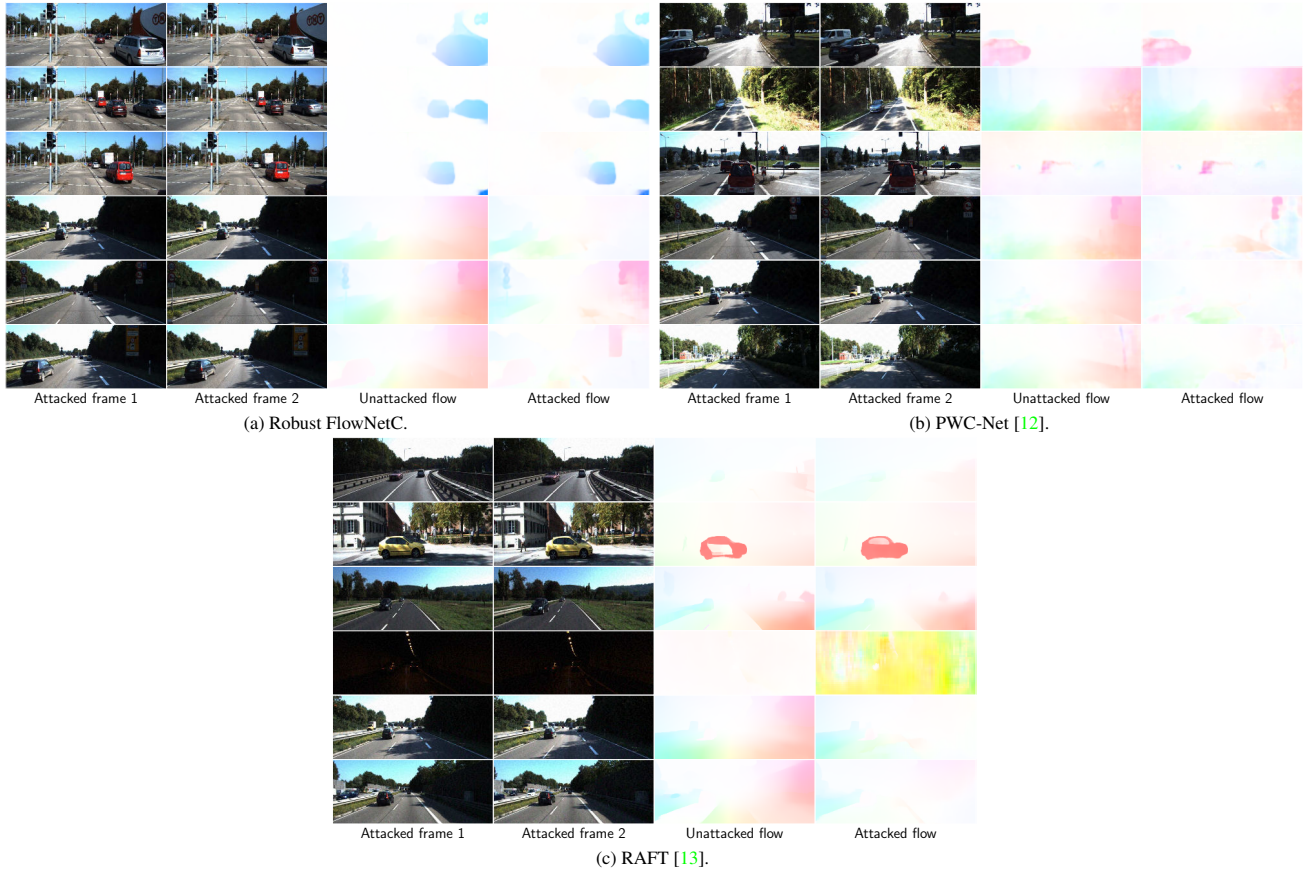 Attacked frame 1 Attacked frame 2 Unattacked flow Attacked flow
(a) Robust FlowNetC.
Attacked frame 1 Attacked frame 2 Unattacked flow Attacked flow
(b) PWC-Net [12].
Attacked frame 1 Attacked frame 2 Unattacked flow Attacked flow
(c) RAFT [13].